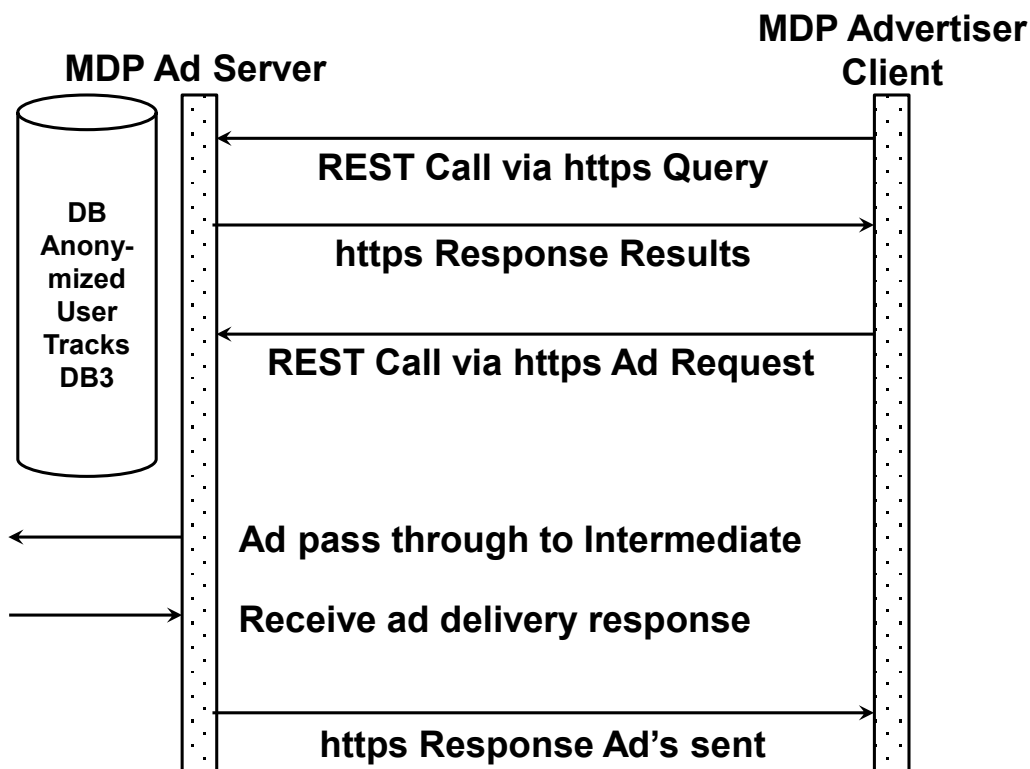 MDP Advertiser
Client
MDP Ad Server
REST Call via https Query
DB
Anony-
mized
User
Tracks
DB3
https Response Results
REST Call via https Ad Request
Ad pass through to Intermediate
Receive ad delivery response
https Response Ad's sent